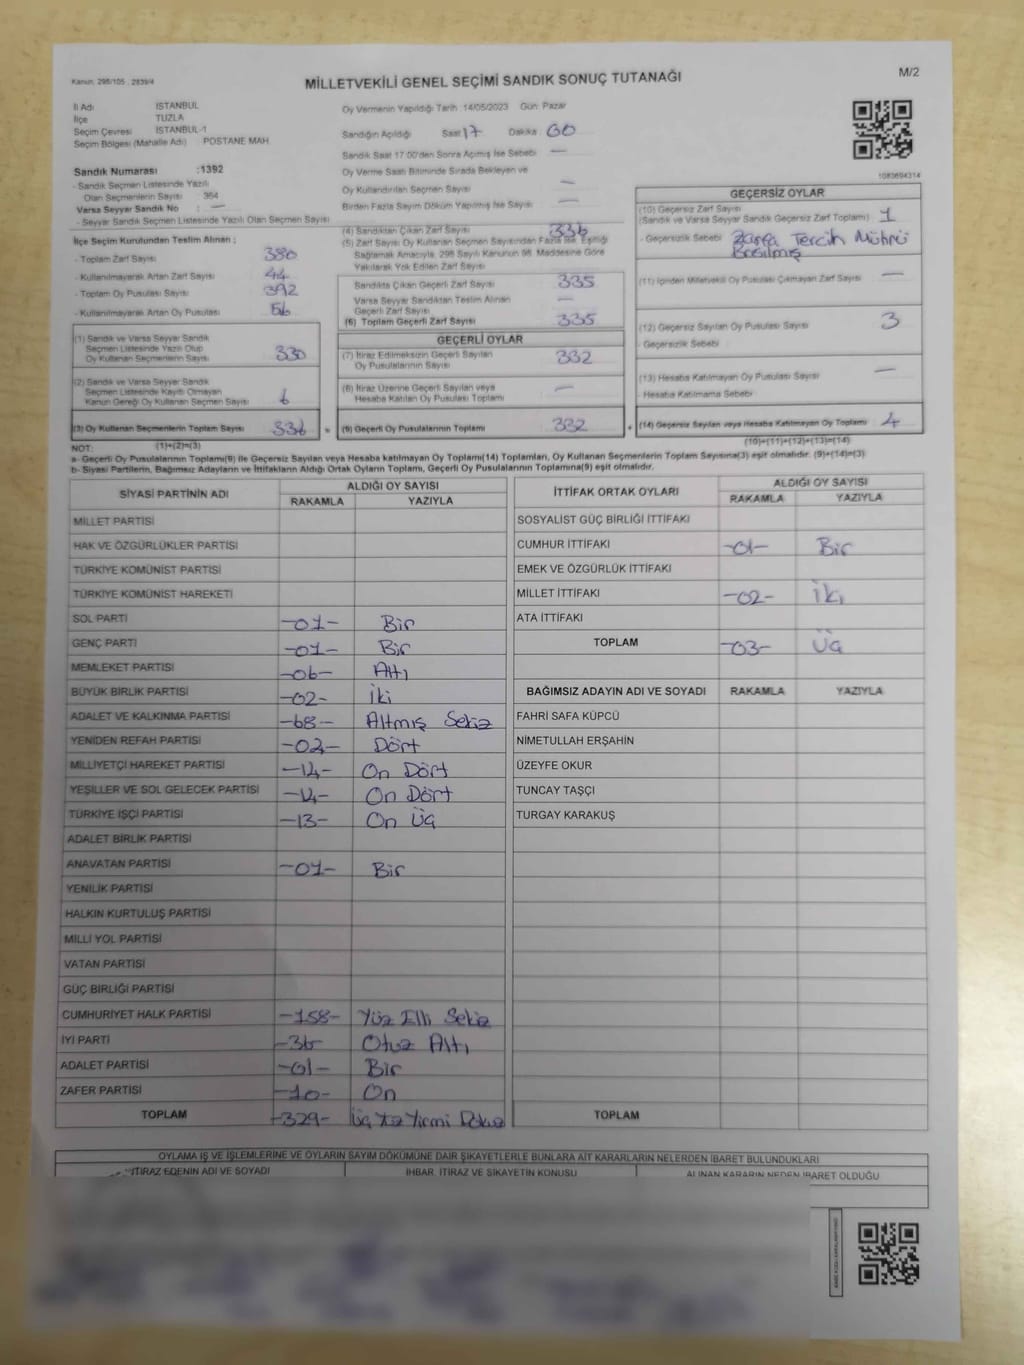 Kanun: 298/105 , 2839/4
MİLLETVEKİLİ GENEL SEÇİMİ SANDIK SONUÇ TUTANAĞI
M/2
İl Adı İSTANBUL
İlçe TUZLA
Seçim Çevresi İSTANBUL-1
Seçim Bölgesi (Mahalle Adı) POSTANE MAH
Oy Vermenin Yapıldığı Tarih :14/05/2023 Gün: Pazar
Sandığın Açıldığı Saat 17 Dakika 00
Sandık Saat 17:00'den Sonra Açılmış İse Sebebi —
Oy Verme Saati Bitiminde Sırada Bekleyen ve
Oy Kullandırılan Seçmen Sayısı —
Birden Fazla Sayım Döküm Yapılmış İse Sayısı —
1083694314
Sandık Numarası :1392
- Sandık Seçmen Listesinde Yazılı
Olan Seçmenlerin Sayısı 364
Varsa Seyyar Sandık No : —
- Seyyar Sandık Seçmen Listesinde Yazılı Olan Seçmen Sayısı
İlçe Seçim Kurulundan Teslim Alınan ;
- Toplam Zarf Sayısı 380
- Kullanılmayarak Artan Zarf Sayısı 44
- Toplam Oy Pusulası Sayısı 392
- Kullanılmayarak Artan Oy Pusulası 56
(1) Sandık ve Varsa Seyyar Sandık
Seçmen Listesinde Yazılı Olup
Oy Kullanan Seçmenlerin Sayısı 330
(2) Sandık ve Varsa Seyyar Sandık
Seçmen Listesinde Kayıtlı Olmayan
Kanun Gereği Oy Kullanan Seçmen Sayısı 6
(3) Oy Kullanan Seçmenlerin Toplam Sayısı 336
(4) Sandıktan Çıkan Zarf Sayısı 336
(5) Zarf Sayısı Oy Kullanan Seçmen Sayısından Fazla İse, Eşitliği
Sağlamak Amacıyla, 298 Sayılı Kanunun 98. Maddesine Göre
Yakılarak Yok Edilen Zarf Sayısı
Sandıkta Çıkan Geçerli Zarf Sayısı 335
Varsa Seyyar Sandıktan Teslim Alınan
Geçerli Zarf Sayısı —
(6) Toplam Geçerli Zarf Sayısı 335
GEÇERLİ OYLAR
(7) İtiraz Edilmeksizin Geçerli Sayılan
Oy Pusulalarının Sayısı 332
(8) İtiraz Üzerine Geçerli Sayılan veya
Hesaba Katılan Oy Pusulası Toplamı —
= (9) Geçerli Oy Pusulalarının Toplamı 332
GEÇERSİZ OYLAR
(10) Geçersiz Zarf Sayısı
(Sandık ve Varsa Seyyar Sandık Geçersiz Zarf Toplamı) 1
- Geçersizlik Sebebi Zarfa Tercih Mührü
Basılmış
(11) İçinden Milletvekili Oy Pusulası Çıkmayan Zarf Sayısı —
(12) Geçersiz Sayılan Oy Pusulası Sayısı 3
- Geçersizlik Sebebi
(13) Hesaba Katılmayan Oy Pusulası Sayısı —
- Hesaba Katılmama Sebebi
+ (14) Geçersiz Sayılan veya Hesaba Katılmayan Oy Toplamı 4
NOT: (1)+(2)=(3) (10)+(11)+(12)+(13)=(14)
a- Geçerli Oy Pusulaları Toplamı(9) ile Geçersiz Sayılan veya Hesaba katılmayan Oy Toplamı(14) Toplamları, Oy Kullanan Seçmenlerin Toplam Sayısına(3) eşit olmalıdır. (9)+(14)=(3)
b- Siyasi Partilerin, Bağımsız Adayların ve İttifakların Aldığı Ortak Oyların Toplamı, Geçerli Oy Pusulalarının Toplamına(9) eşit olmalıdır.
SİYASİ PARTİNİN ADI ALDIĞI OY SAYISI
RAKAMLA YAZIYLA
MİLLET PARTİSİ
HAK VE ÖZGÜRLÜKLER PARTİSİ
TÜRKİYE KOMÜNİST PARTİSİ
TÜRKİYE KOMÜNİST HAREKETİ
SOL PARTİ -01- Bir
GENÇ PARTİ -01- Bir
MEMLEKET PARTİSİ -06- Altı
BÜYÜK BİRLİK PARTİSİ -02- İki
ADALET VE KALKINMA PARTİSİ -68- Altmış Sekiz
YENİDEN REFAH PARTİSİ -04- Dört
MİLLİYETÇİ HAREKET PARTİSİ -14- On Dört
YEŞİLLER VE SOL GELECEK PARTİSİ -14- On Dört
TÜRKİYE İŞÇİ PARTİSİ -13- On Üç
ADALET BİRLİK PARTİSİ
ANAVATAN PARTİSİ -01- Bir
YENİLİK PARTİSİ
HALKIN KURTULUŞ PARTİSİ
MİLLİ YOL PARTİSİ
VATAN PARTİSİ
GÜÇ BİRLİĞİ PARTİSİ
CUMHURİYET HALK PARTİSİ -158- Yüz Elli Sekiz
İYİ PARTİ -36- Otuz Altı
ADALET PARTİSİ -01- Bir
ZAFER PARTİSİ -10- On
TOPLAM -329- Üç Yüz Yirmi Dokuz
İTTİFAK ORTAK OYLARI ALDIĞI OY SAYISI
RAKAMLA YAZIYLA
SOSYALİST GÜÇ BİRLİĞİ İTTİFAKI
CUMHUR İTTİFAKI -01- Bir
EMEK VE ÖZGÜRLÜK İTTİFAKI
MİLLET İTTİFAKI -02- İki
ATA İTTİFAKI
TOPLAM -03- Üç
BAĞIMSIZ ADAYIN ADI VE SOYADI RAKAMLA YAZIYLA
FAHRİ SAFA KÜPCÜ
NİMETULLAH ERŞAHİN
ÜZEYFE OKUR
TUNCAY TAŞÇI
TURGAY KARAKUŞ
TOPLAM
OYLAMA İŞ VE İŞLEMLERİNE VE OYLARIN SAYIM DÖKÜMÜNE DAİR ŞİKAYETLERLE BUNLARA AİT KARARLARIN NELERDEN İBARET BULUNDUKLARI
İTİRAZ EDENİN ADI VE SOYADI İHBAR, İTİRAZ VE ŞİKAYETİN KONUSU ALINAN KARARIN NEDEN İBARET OLDUĞU